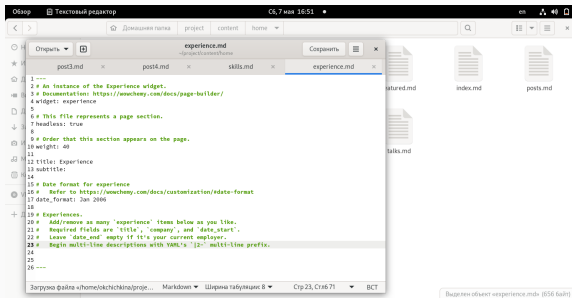 Обзор
Текстовый редактор
Сб, 7 мая 16:51
en
Домашняя папка project content home
Открыть
experience.md
~/project/content/home
Сохранить
post3.md
post4.md
skills.md
experience.md
1 ---
2 # An instance of the Experience widget.
3 # Documentation: https://wowchemy.com/docs/page-builder/
4 widget: experience
5
6 # This file represents a page section.
7 headless: true
8
9 # Order that this section appears on the page.
10 weight: 40
11
12 title: Experience
13 subtitle:
14
15 # Date format for experience
16 #   Refer to https://wowchemy.com/docs/customization/#date-format
17 date_format: Jan 2006
18
19 # Experiences.
20 #   Add/remove as many `experience` items below as you like.
21 #   Required fields are `title`, `company`, and `date_start`.
22 #   Leave `date_end` empty if it's your current employer.
23 #   Begin multi-line descriptions with YAML's `|2-` multi-line prefix.
24
25
26 ---
Загрузка файла «/home/okchichkina/proje...
Markdown
Ширина табуляции: 8
Стр 23, Стлб 71
ВСТ
eatured.md
index.md
posts.md
talks.md
Выделен объект «experience.md» (656 байт)